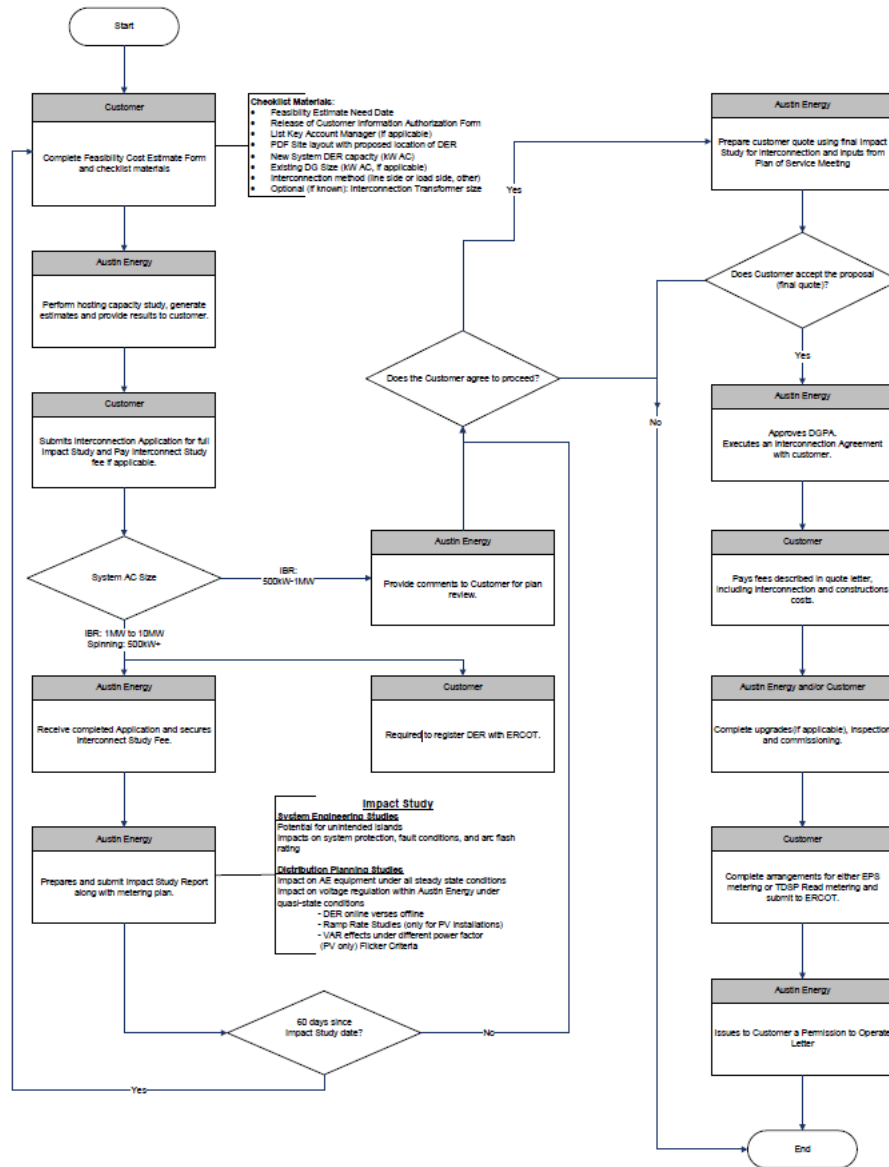 Start
Customer
Complete Feasibility Cost Estimate Form
and checklist materials
Checklist Materials:
• Feasibility Estimate Need Date
• Release of Customer Information Authorization Form
• List Key Account Manager (if applicable)
• PDF Site layout with proposed location of DER
• New System DER capacity (kW AC)
• Existing DG Size (kW AC, if applicable)
• Interconnection method (line side or load side, other)
• Optional (if known): Interconnection Transformer size
Austin Energy
Perform hosting capacity study, generate
estimates and provide results to customer.
Customer
Submits Interconnection Application for full
Impact Study and Pay Interconnect Study
fee if applicable.
System AC Size
IBR:
500kW-1MW
IBR: 1MW to 10MW
Spinning: 500kW+
Austin Energy
Provide comments to Customer for plan
review.
Does the Customer agree to proceed?
Yes
No
Austin Energy
Receive completed Application and secures
Interconnect Study Fee.
Customer
Required to register DER with ERCOT.
Austin Energy
Prepares and submit Impact Study Report
along with metering plan.
Impact Study
System Engineering Studies
Potential for unintended islands
Impacts on system protection, fault conditions, and arc flash
rating
Distribution Planning Studies
Impact on AE equipment under all steady state conditions
Impact on voltage regulation within Austin Energy under
quasi-state conditions
- DER online verses offline
- Ramp Rate Studies (only for PV installations)
- VAR effects under different power factor
(PV only) Flicker Criteria
60 days since
Impact Study date?
No
Yes
Austin Energy
Prepare customer quote using final Impact
Study for interconnection and inputs from
Plan of Service Meeting
Does Customer accept the proposal
(final quote)?
Yes
Austin Energy
Approves DGPA.
Executes an Interconnection Agreement
with customer.
Customer
Pays fees described in quote letter,
including interconnection and constructions
costs.
Austin Energy and/or Customer
Complete upgrades(if applicable), inspection
and commissioning.
Customer
Complete arrangements for either EPS
metering or TDSP Read metering and
submit to ERCOT.
Austin Energy
Issues to Customer a Permission to Operate
Letter
End